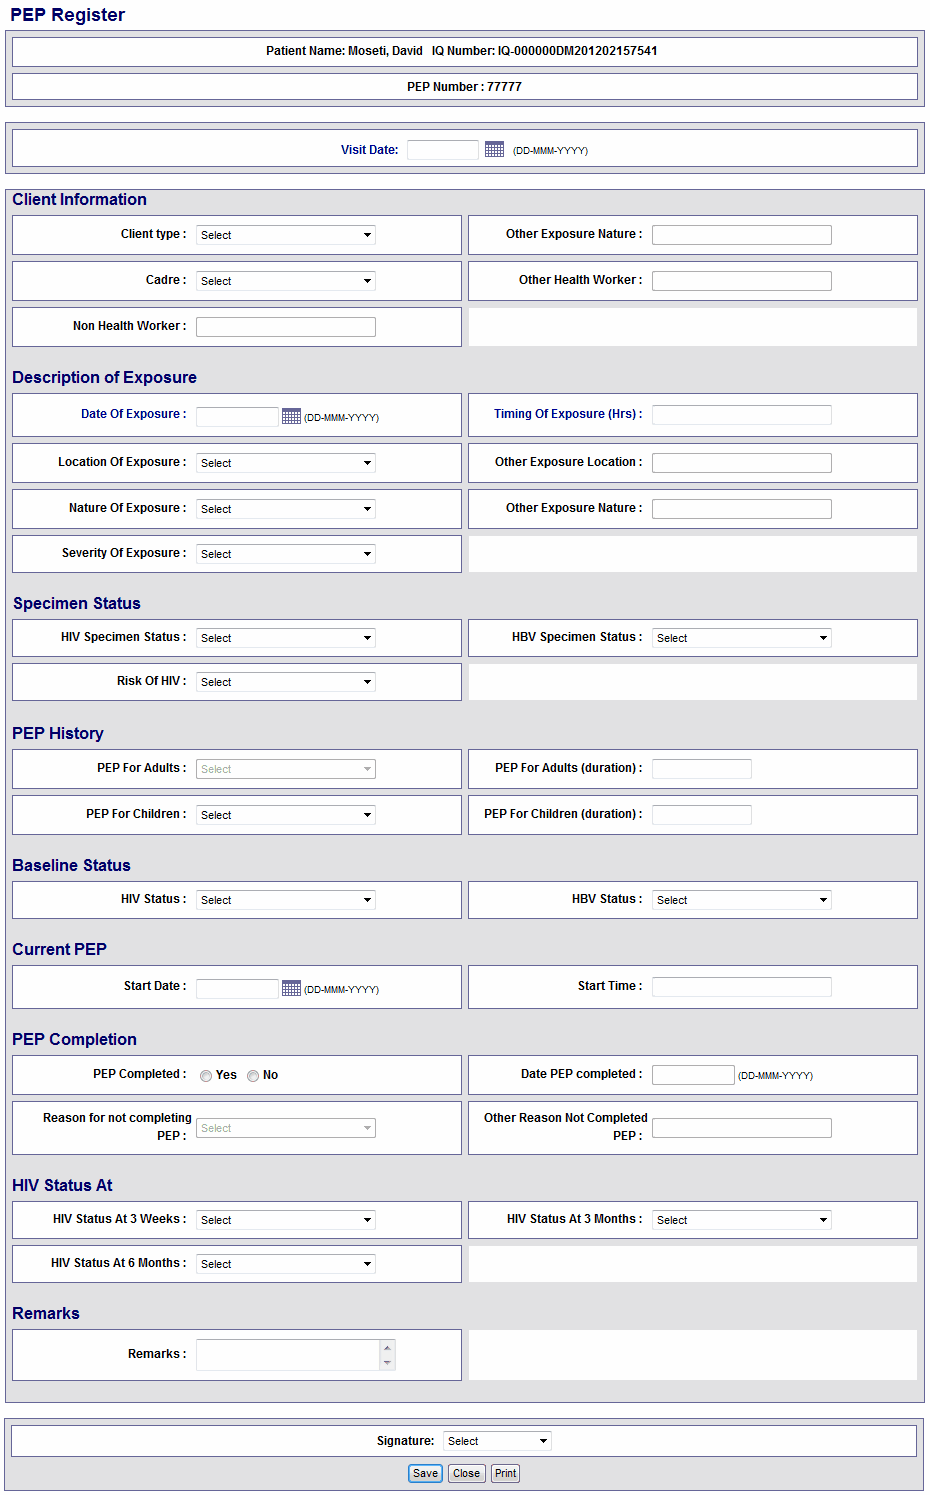 PEP Register
Patient Name: Moseti, David IQ Number: IQ-000000DM201202157541
PEP Number : 77777
Visit Date: (DD-MMM-YYYY)
Client Information
Client type : Select Other Exposure Nature :
Cadre : Select Other Health Worker :
Non Health Worker :
Description of Exposure
Date Of Exposure : (DD-MMM-YYYY) Timing Of Exposure (Hrs) :
Location Of Exposure : Select Other Exposure Location :
Nature Of Exposure : Select Other Exposure Nature :
Severity Of Exposure : Select
Specimen Status
HIV Specimen Status : Select HBV Specimen Status : Select
Risk Of HIV : Select
PEP History
PEP For Adults : Select PEP For Adults (duration) :
PEP For Children : Select PEP For Children (duration) :
Baseline Status
HIV Status : Select HBV Status : Select
Current PEP
Start Date : (DD-MMM-YYYY) Start Time :
PEP Completion
PEP Completed : Yes No Date PEP completed : (DD-MMM-YYYY)
Reason for not completing PEP : Select Other Reason Not Completed PEP :
HIV Status At
HIV Status At 3 Weeks : Select HIV Status At 3 Months : Select
HIV Status At 6 Months : Select
Remarks
Remarks :
Signature: Select
Save Close Print